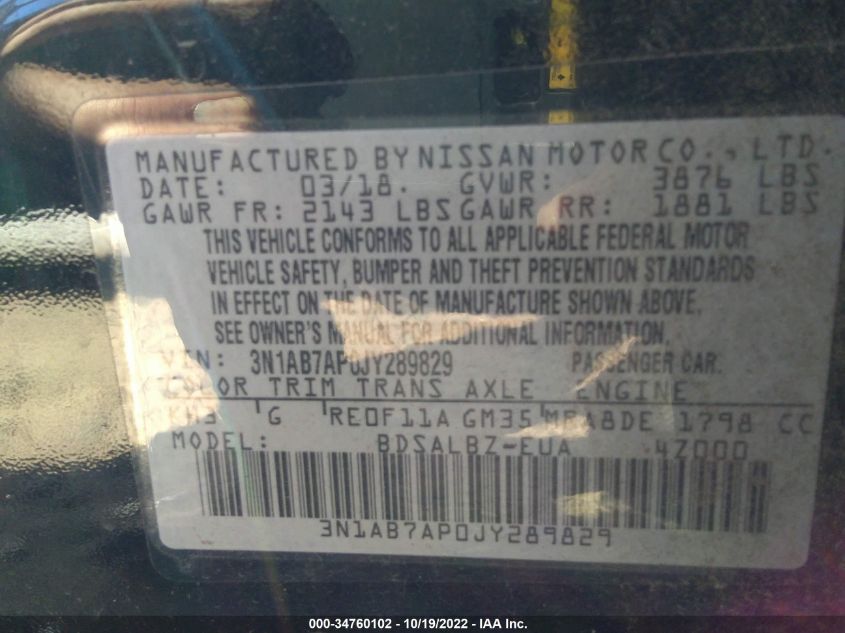 MANUFACTURED BY NISSAN MOTOR CO., LTD.
DATE: 03/18. GVWR: 3876 LBS
GAWR FR: 2143 LBS GAWR RR: 1881 LBS
THIS VEHICLE CONFORMS TO ALL APPLICABLE FEDERAL MOTOR
VEHICLE SAFETY, BUMPER AND THEFT PREVENTION STANDARDS
IN EFFECT ON THE DATE OF MANUFACTURE SHOWN ABOVE.
SEE OWNER'S MANUAL FOR ADDITIONAL INFORMATION.
VIN: 3N1AB7AP0JY289829 PASSENGER CAR.
COLOR TRIM TRANS AXLE ENGINE
KH3 G RE0F11A GM35 MRA8DE 1798 CC
MODEL: BDSALBZ-EUA 4Z000
3N1AB7AP0JY289829
000-34760102 - 10/19/2022 - IAA Inc.